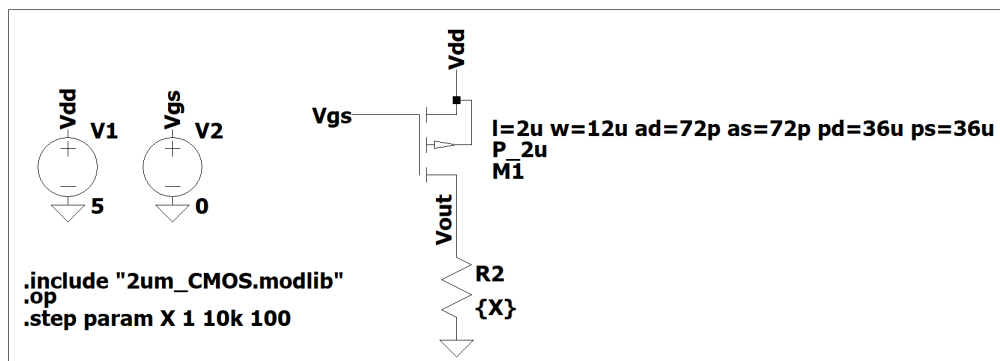 Vdd
V1
5
Vgs
V2
0
Vdd
Vgs
l=2u w=12u ad=72p as=72p pd=36u ps=36u
P_2u
M1
Vout
R2
{X}
.include "2um_CMOS.modlib"
.op
.step param X 1 10k 100